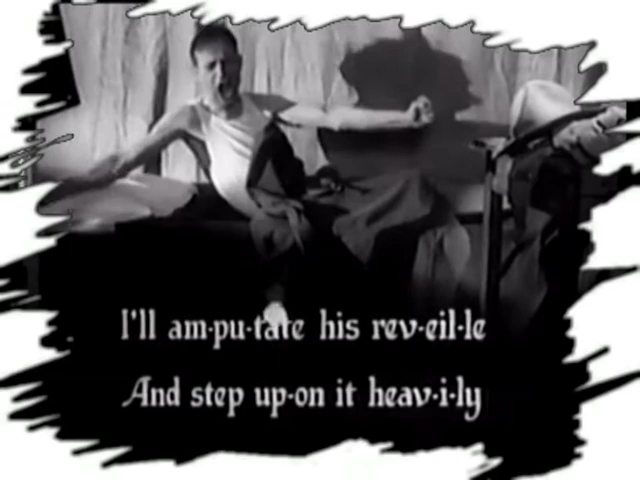 I'll am-pu-tate his rev-eil-le
And step up-on it heav-i-ly